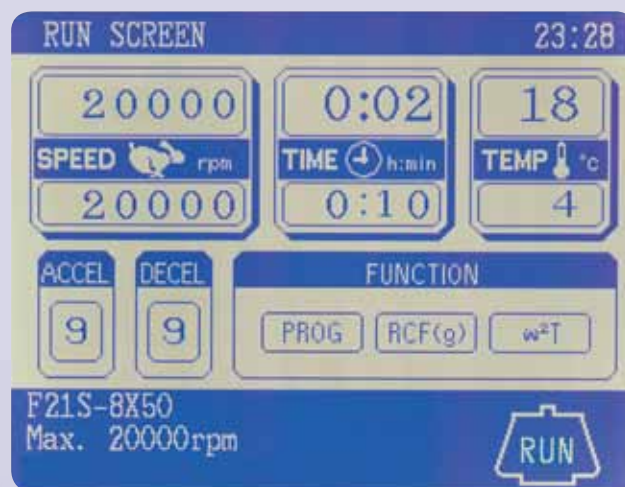 RUN SCREEN 23:28
20000 0:02 18
SPEED rpm TIME h:min TEMP °C
20000 0:10 4
ACCEL DECEL FUNCTION
9 9 PROG RCF(g) ω²T
F21S-8X50
Max. 20000rpm
RUN